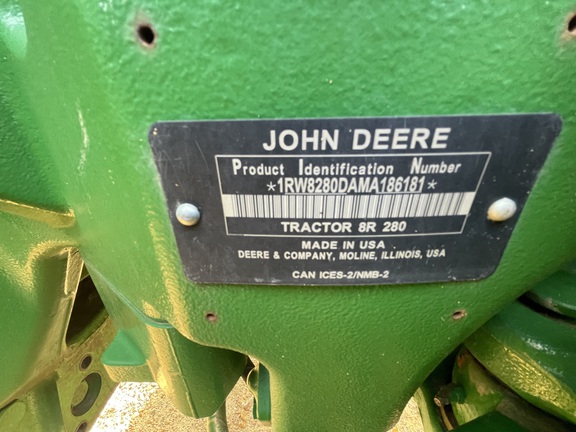 JOHN DEERE
Product Identification Number
*1RW8280DAMA186181*
TRACTOR 8R 280
MADE IN USA
DEERE & COMPANY, MOLINE, ILLINOIS, USA
CAN ICES-2/NMB-2